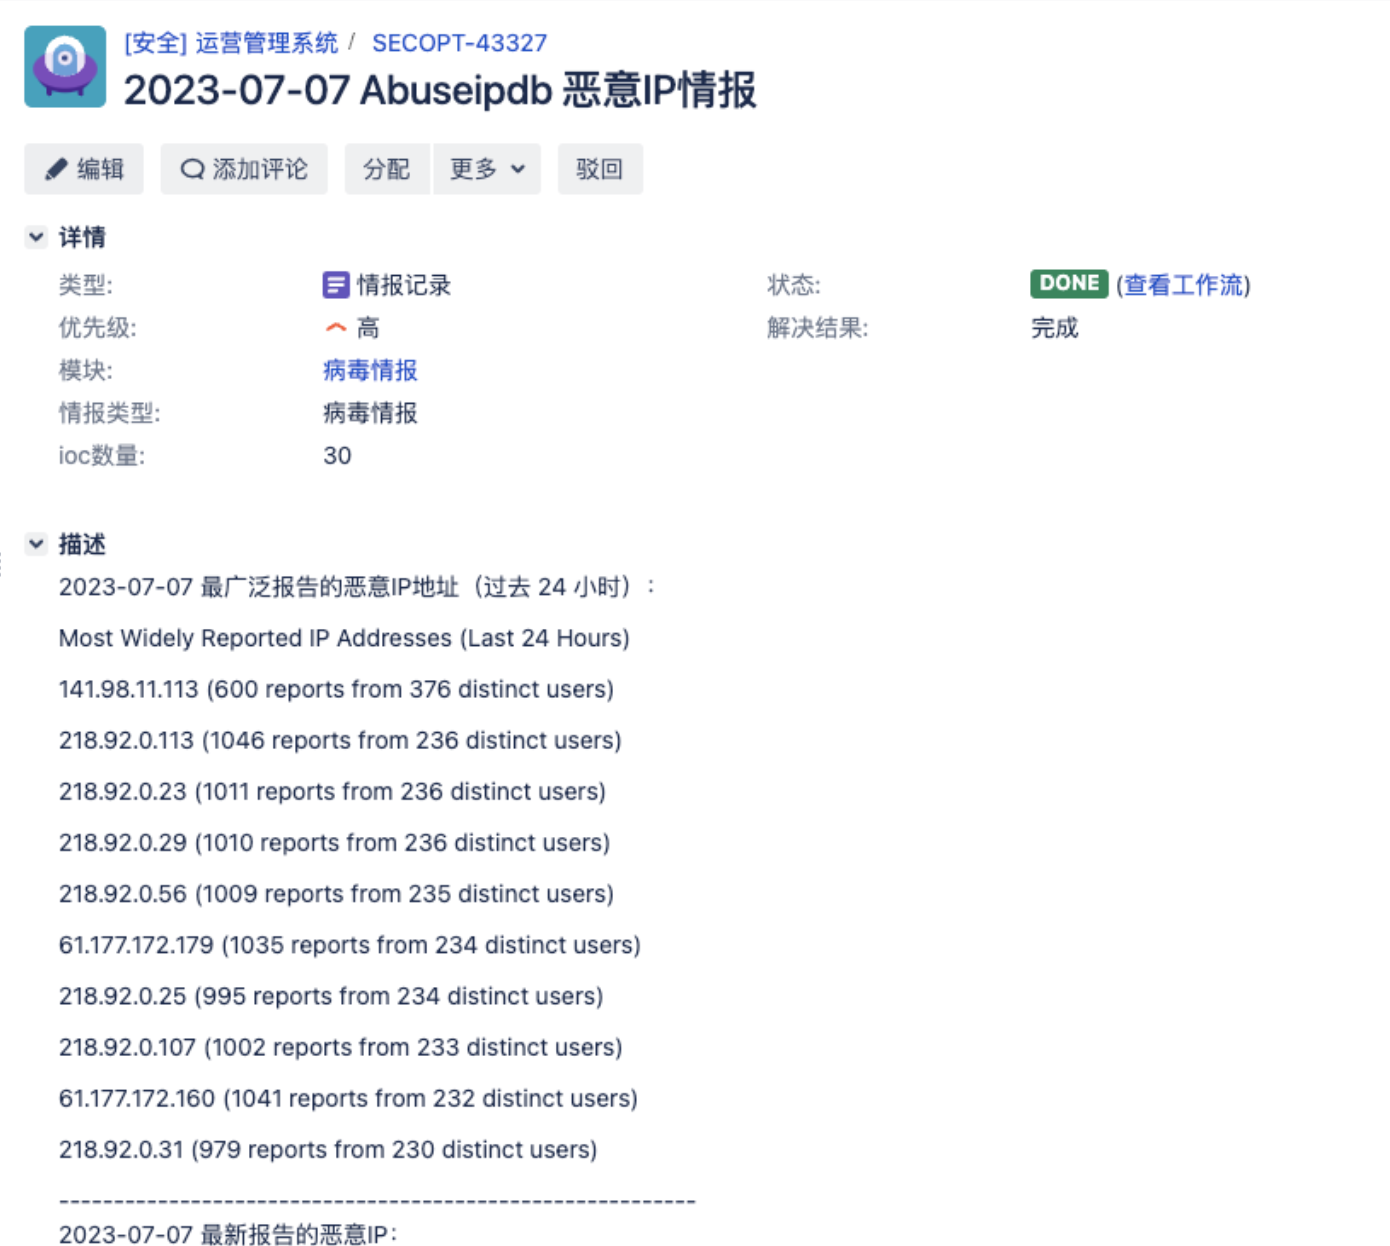 [安全] 运营管理系统 / SECOPT-43327
2023-07-07 Abuseipdb 恶意IP情报
编辑 添加评论 分配 更多 驳回
详情
类型: 情报记录 状态: DONE (查看工作流)
优先级: 高 解决结果: 完成
模块: 病毒情报
情报类型: 病毒情报
ioc数量: 30
描述
2023-07-07 最广泛报告的恶意IP地址（过去 24 小时）:
Most Widely Reported IP Addresses (Last 24 Hours)
141.98.11.113 (600 reports from 376 distinct users)
218.92.0.113 (1046 reports from 236 distinct users)
218.92.0.23 (1011 reports from 236 distinct users)
218.92.0.29 (1010 reports from 236 distinct users)
218.92.0.56 (1009 reports from 235 distinct users)
61.177.172.179 (1035 reports from 234 distinct users)
218.92.0.25 (995 reports from 234 distinct users)
218.92.0.107 (1002 reports from 233 distinct users)
61.177.172.160 (1041 reports from 232 distinct users)
218.92.0.31 (979 reports from 230 distinct users)
----------------------------------------------------------
2023-07-07 最新报告的恶意IP: